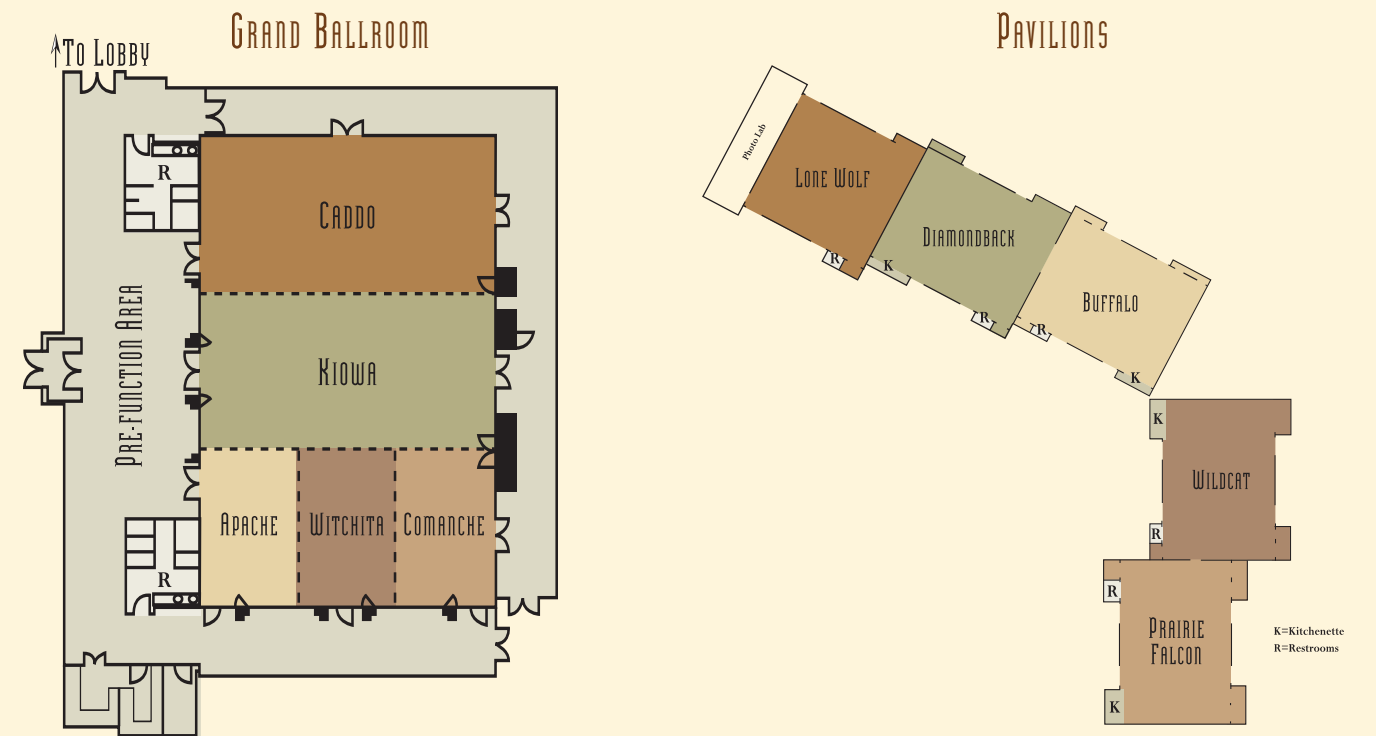 GRAND BALLROOM
PAVILIONS
TO LOBBY
R
CADDO
PRE-FUNCTION AREA
KIOWA
APACHE
WITCHITA
COMANCHE
R
Photo Lab
LONE WOLF
R
DIAMONDBACK
K
R
BUFFALO
R
K
K
WILDCAT
R
R
PRAIRIE
FALCON
K
K=Kitchenette
R=Restrooms